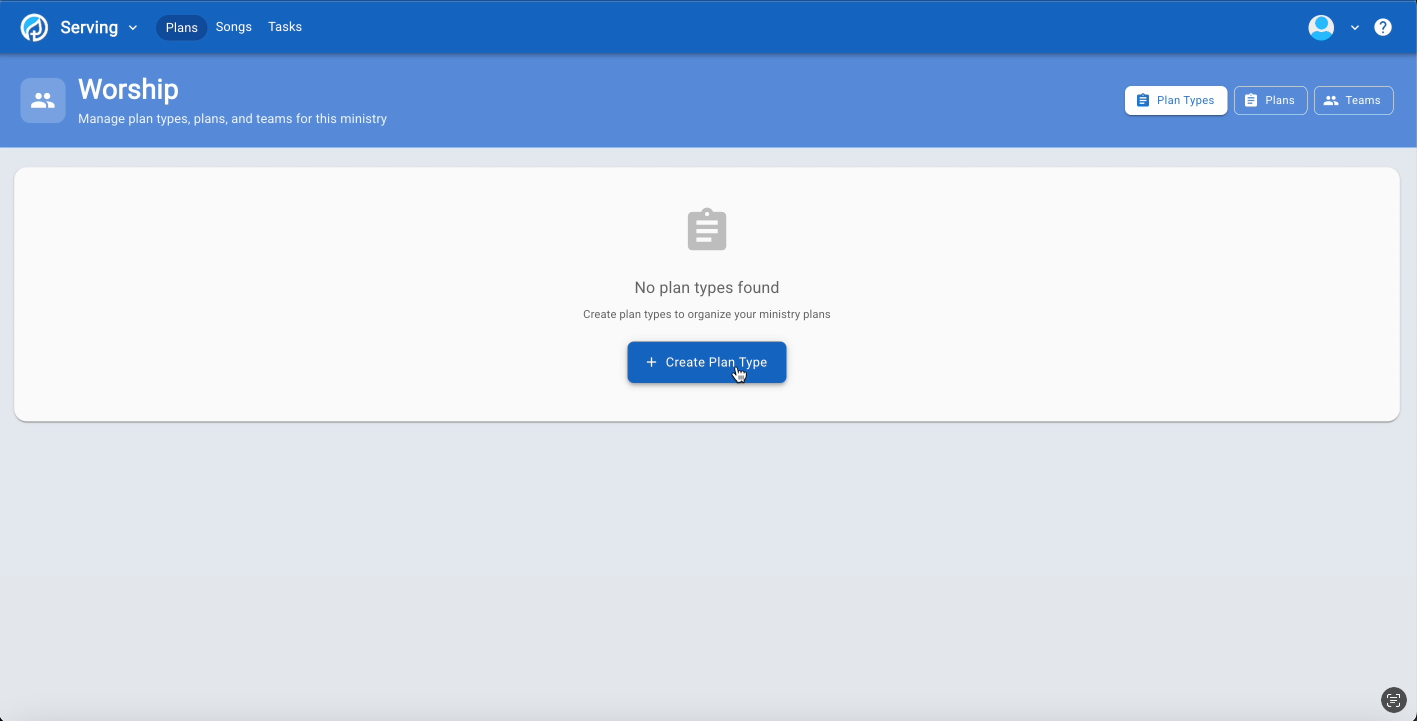 Serving
Plans
Songs
Tasks
?
Worship
Manage plan types, plans, and teams for this ministry
Plan Types
Plans
Teams
No plan types found
Create plan types to organize your ministry plans
+ Create Plan Type